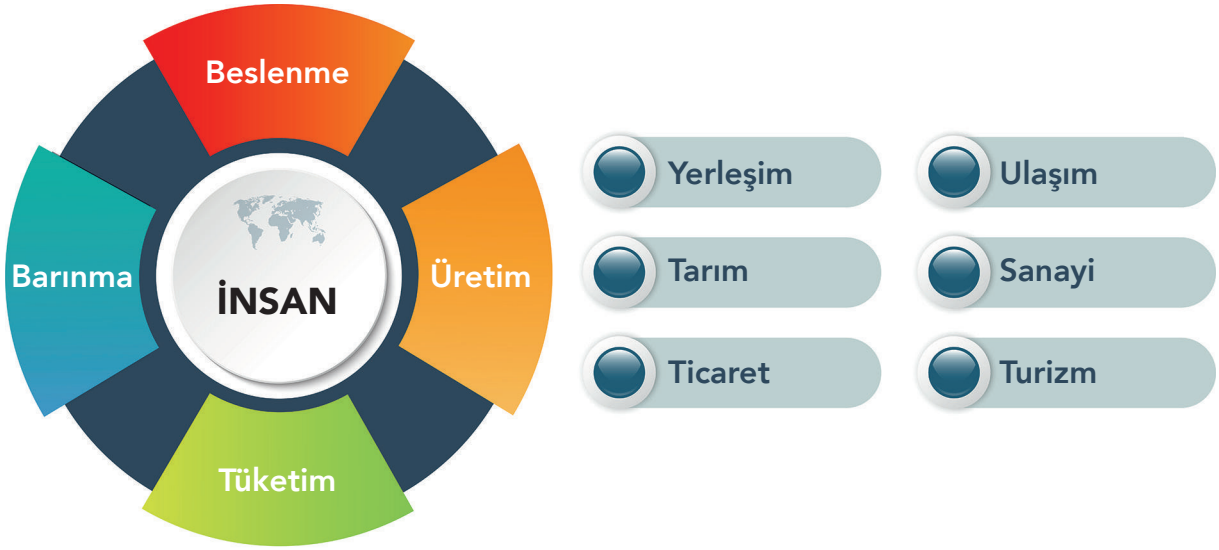 Beslenme
Barınma
İNSAN
Üretim
Tüketim
Yerleşim
Ulaşım
Tarım
Sanayi
Ticaret
Turizm